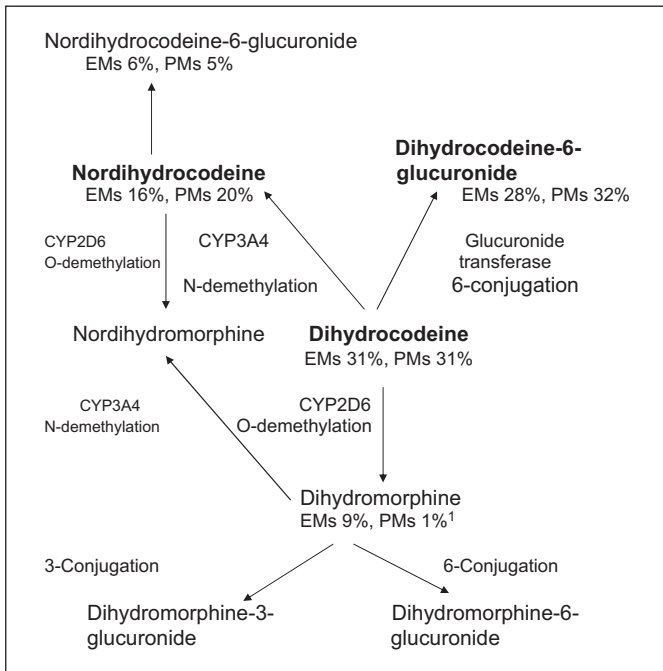 Nordihydrocodeine-6-glucuronide
EMs 6%, PMs 5%
Nordihydrocodeine
EMs 16%, PMs 20%
Dihydrocodeine-6-
glucuronide
EMs 28%, PMs 32%
CYP2D6
O-demethylation
CYP3A4
N-demethylation
Glucuronide
transferase
6-conjugation
Nordihydromorphine
Dihydrocodeine
EMs 31%, PMs 31%
CYP3A4
N-demethylation
CYP2D6
O-demethylation
Dihydromorphine
EMs 9%, PMs 1%¹
3-Conjugation
6-Conjugation
Dihydromorphine-3-
glucuronide
Dihydromorphine-6-
glucuronide